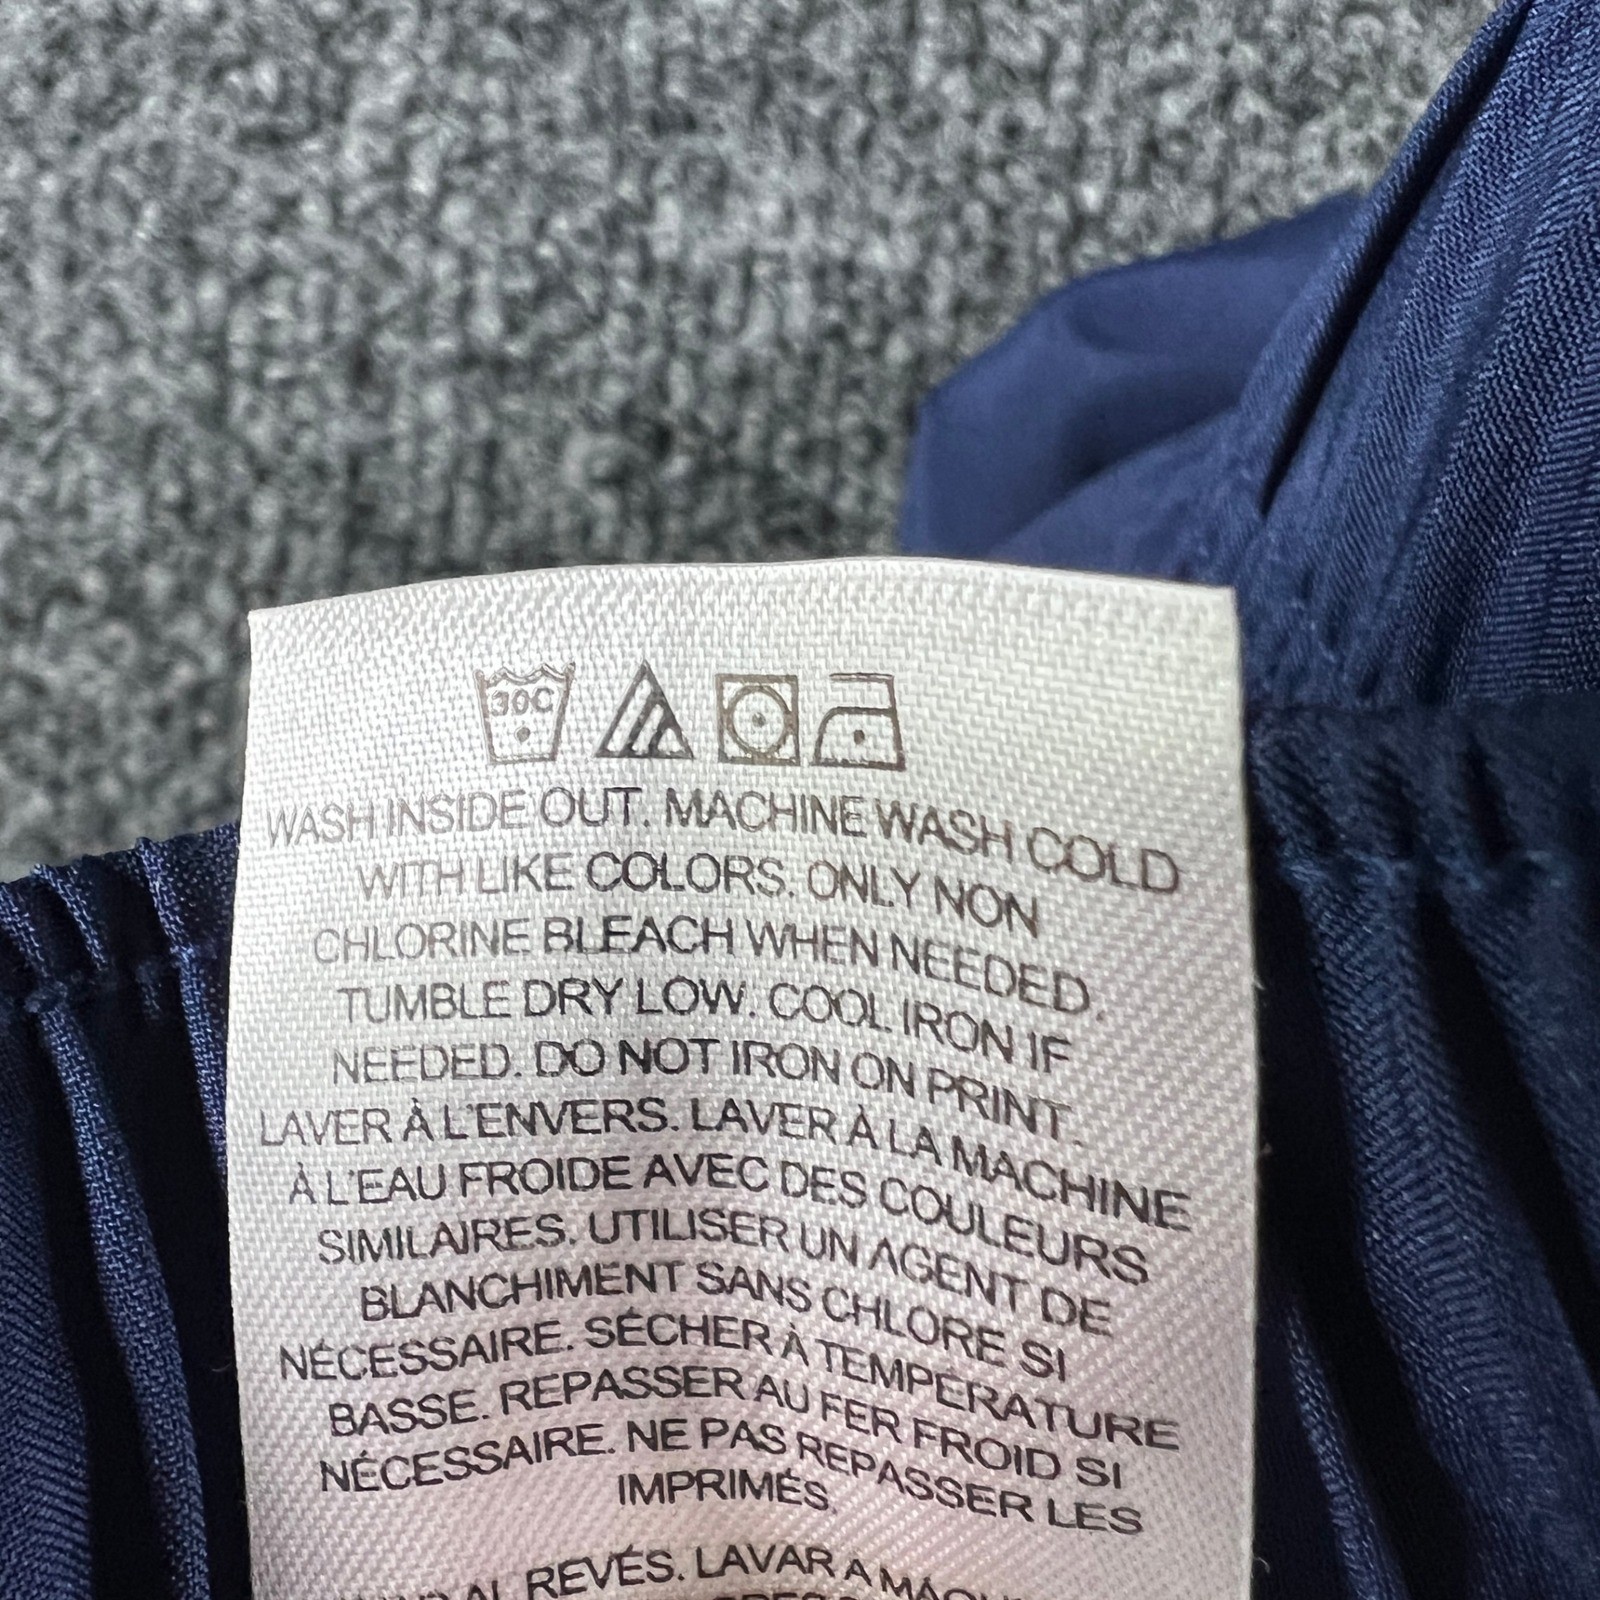 30C
WASH INSIDE OUT. MACHINE WASH COLD
WITH LIKE COLORS. ONLY NON
CHLORINE BLEACH WHEN NEEDED.
TUMBLE DRY LOW. COOL IRON IF
NEEDED. DO NOT IRON ON PRINT.
LAVER À L'ENVERS. LAVER À LA MACHINE
À L'EAU FROIDE AVEC DES COULEURS
SIMILAIRES. UTILISER UN AGENT DE
BLANCHIMENT SANS CHLORE SI
NÉCESSAIRE. SÉCHER À TEMPÉRATURE
BASSE. REPASSER AU FER FROID SI
NÉCESSAIRE. NE PAS REPASSER LES
IMPRIMÉS.
AL REVÉS. LAVAR A